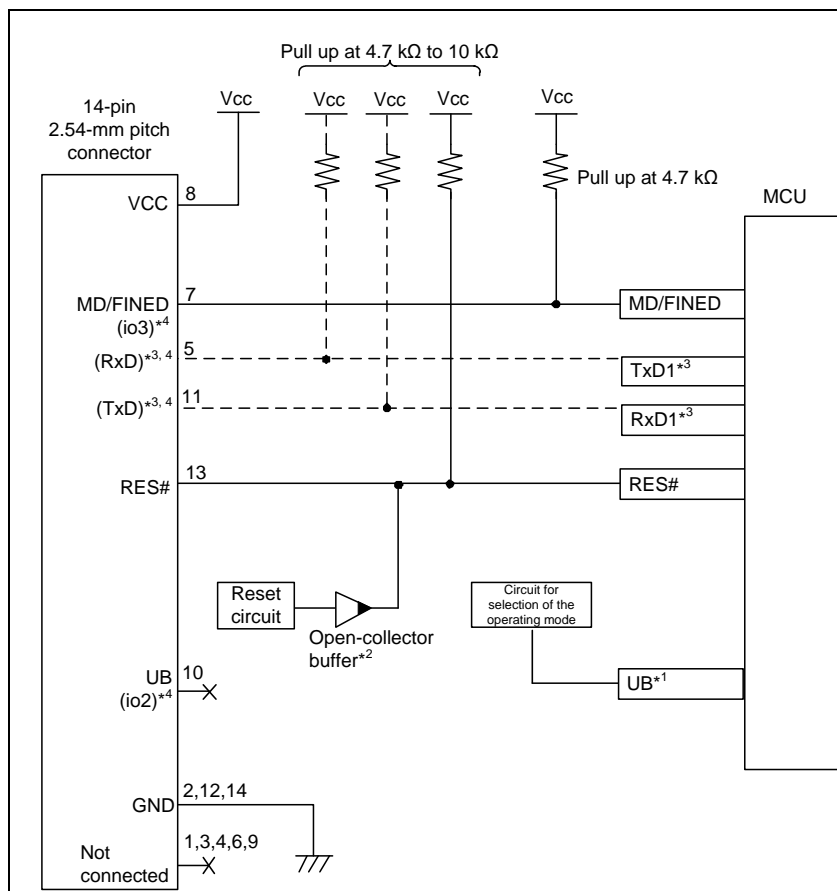 Pull up at 4.7 kΩ to 10 kΩ
Vcc
Vcc
Vcc
Vcc
Vcc
14-pin
2.54-mm pitch
connector
Pull up at 4.7 kΩ
MCU
VCC
8
MD/FINED
(io3)*4
7
MD/FINED
(RxD)*3, 4
5
TxD1*3
(TxD)*3, 4
11
RxD1*3
RES#
13
RES#
Reset
circuit
Open-collector
buffer*2
Circuit for
selection of the
operating mode
UB
(io2)*4
10
UB*1
GND
2,12,14
Not
connected
1,3,4,6,9